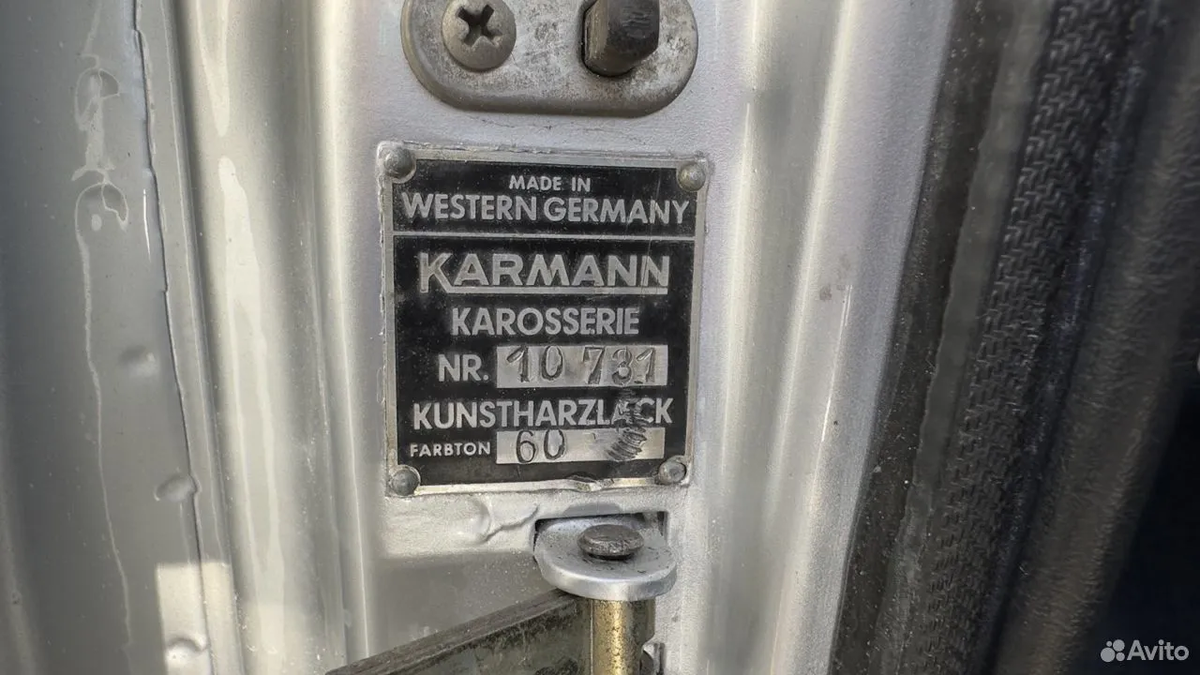 MADE IN
WESTERN GERMANY
KARMANN
KAROSSERIE
NR. 10 731
KUNSTHARZLACK
FARBTON 60
Avito